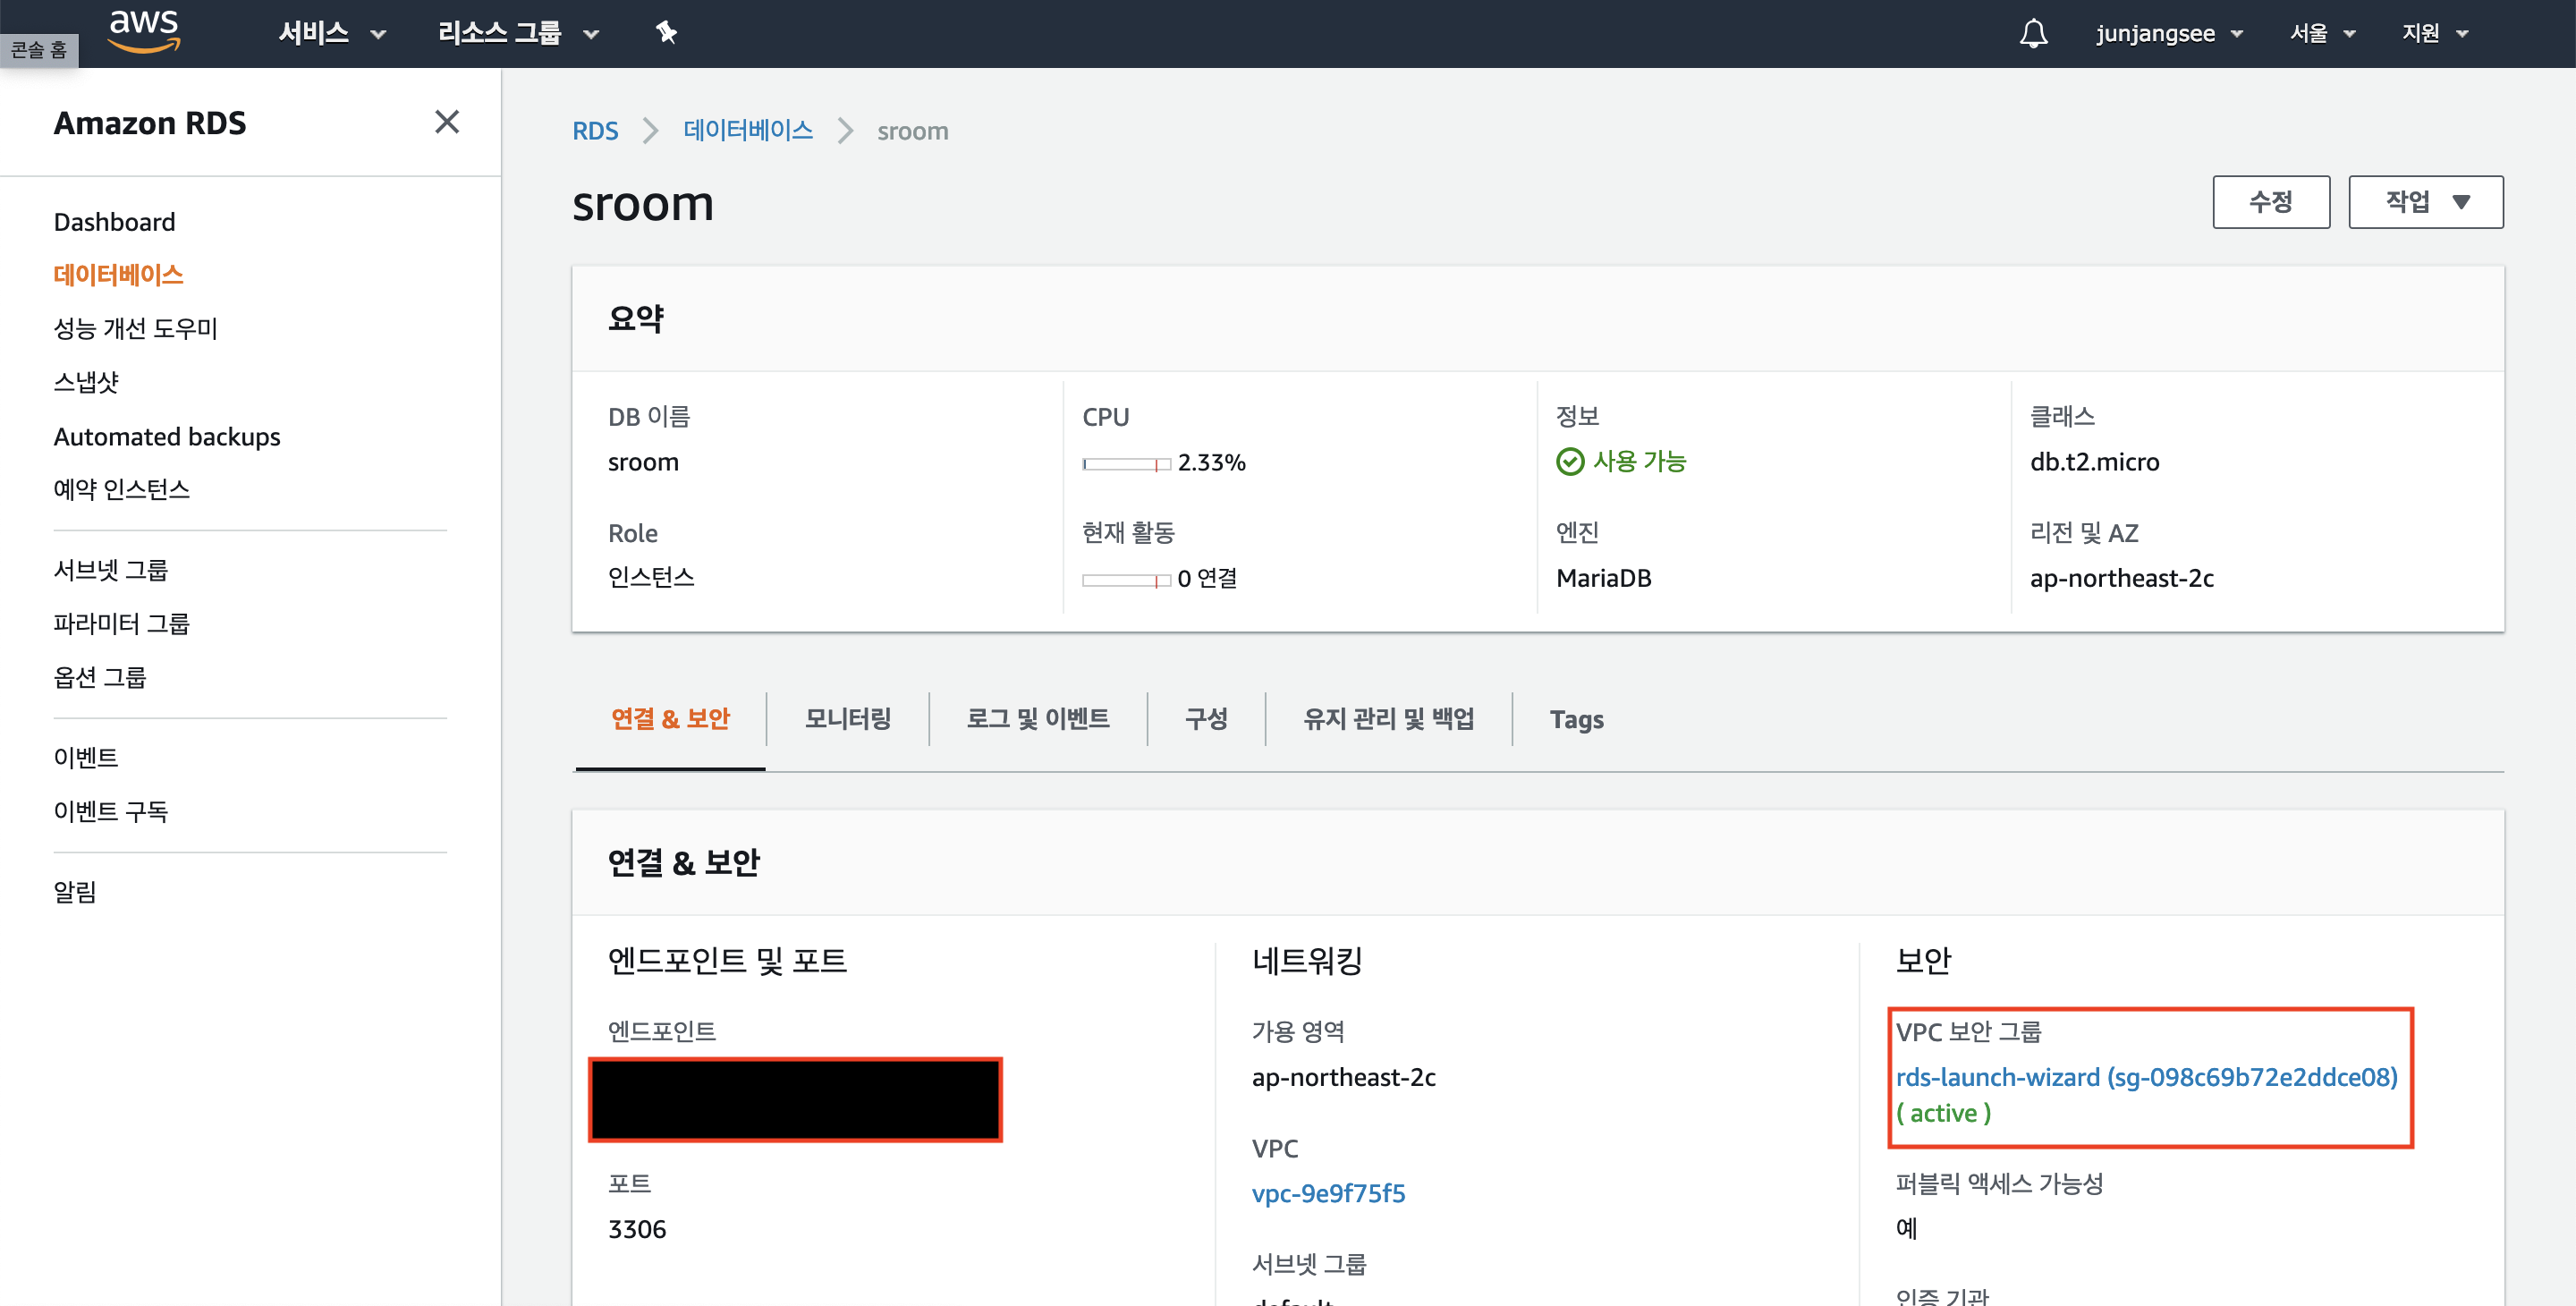 aws
서비스
리소스 그룹
junjangsee
서울
지원
콘솔 홈
Amazon RDS
Dashboard
데이터베이스
성능 개선 도우미
스냅샷
Automated backups
예약 인스턴스
서브넷 그룹
파라미터 그룹
옵션 그룹
이벤트
이벤트 구독
알림
RDS
데이터베이스
sroom
sroom
수정
작업
요약
DB 이름
sroom
CPU
2.33%
정보
사용 가능
클래스
db.t2.micro
Role
인스턴스
현재 활동
0 연결
엔진
MariaDB
리전 및 AZ
ap-northeast-2c
연결 & 보안
모니터링
로그 및 이벤트
구성
유지 관리 및 백업
Tags
연결 & 보안
엔드포인트 및 포트
엔드포인트
포트
3306
네트워킹
가용 영역
ap-northeast-2c
VPC
vpc-9e9f75f5
서브넷 그룹
default
보안
VPC 보안 그룹
rds-launch-wizard (sg-098c69b72e2ddce08)
( active )
퍼블릭 액세스 가능성
예
인증 기관